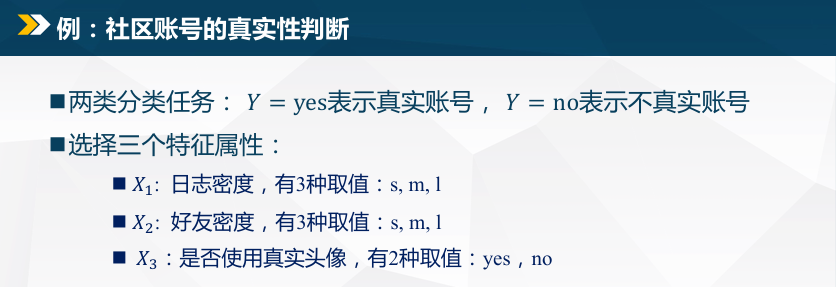 例：社区账号的真实性判断
■两类分类任务： Y = yes表示真实账号， Y = no表示不真实账号
■选择三个特征属性：
■ X₁: 日志密度，有3种取值：s, m, l
■ X₂: 好友密度，有3种取值：s, m, l
■ X₃：是否使用真实头像，有2种取值：yes，no